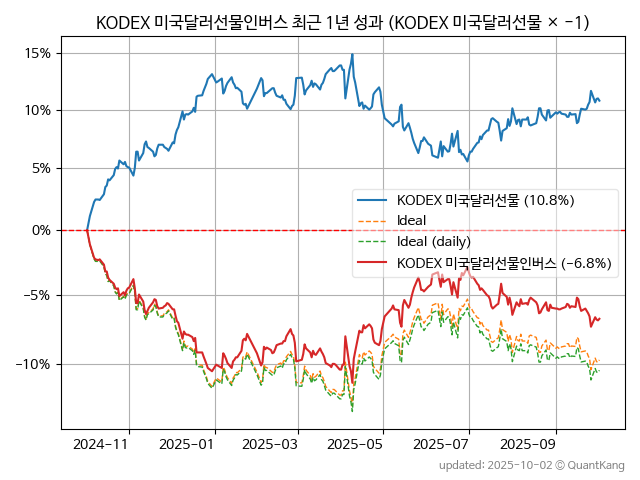 KODEX 미국달러선물인버스 최근 1년 성과 (KODEX 미국달러선물 × −1)
15%
10%
5%
0%
−5%
−10%
KODEX 미국달러선물 (10.8%)
Ideal
Ideal (daily)
KODEX 미국달러선물인버스 (−6.8%)
2024-11
2025-01
2025-03
2025-05
2025-07
2025-09
updated: 2025-10-02 © QuantKang